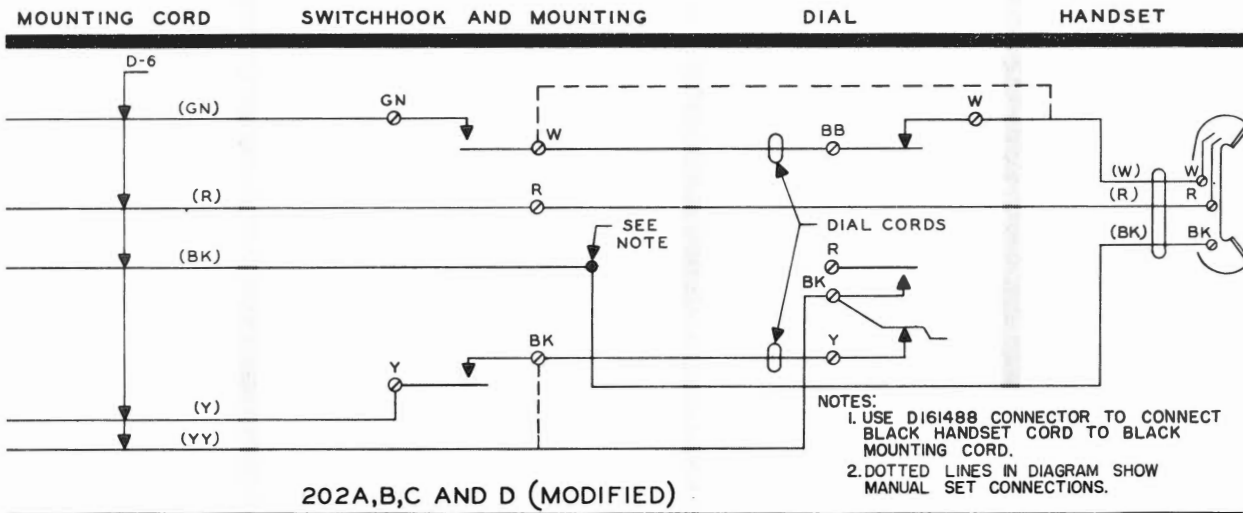 MOUNTING CORD SWITCHHOOK AND MOUNTING DIAL HANDSET
D-6
(GN) GN W
W BB
(W) W
(R) R (R) R
SEE
NOTE
DIAL CORDS
(BK) (BK) BK
R
BK
BK Y
Y
(Y)
(YY)
NOTES:
1. USE D161488 CONNECTOR TO CONNECT
BLACK HANDSET CORD TO BLACK
MOUNTING CORD.
2. DOTTED LINES IN DIAGRAM SHOW
MANUAL SET CONNECTIONS.
202A,B,C AND D (MODIFIED)